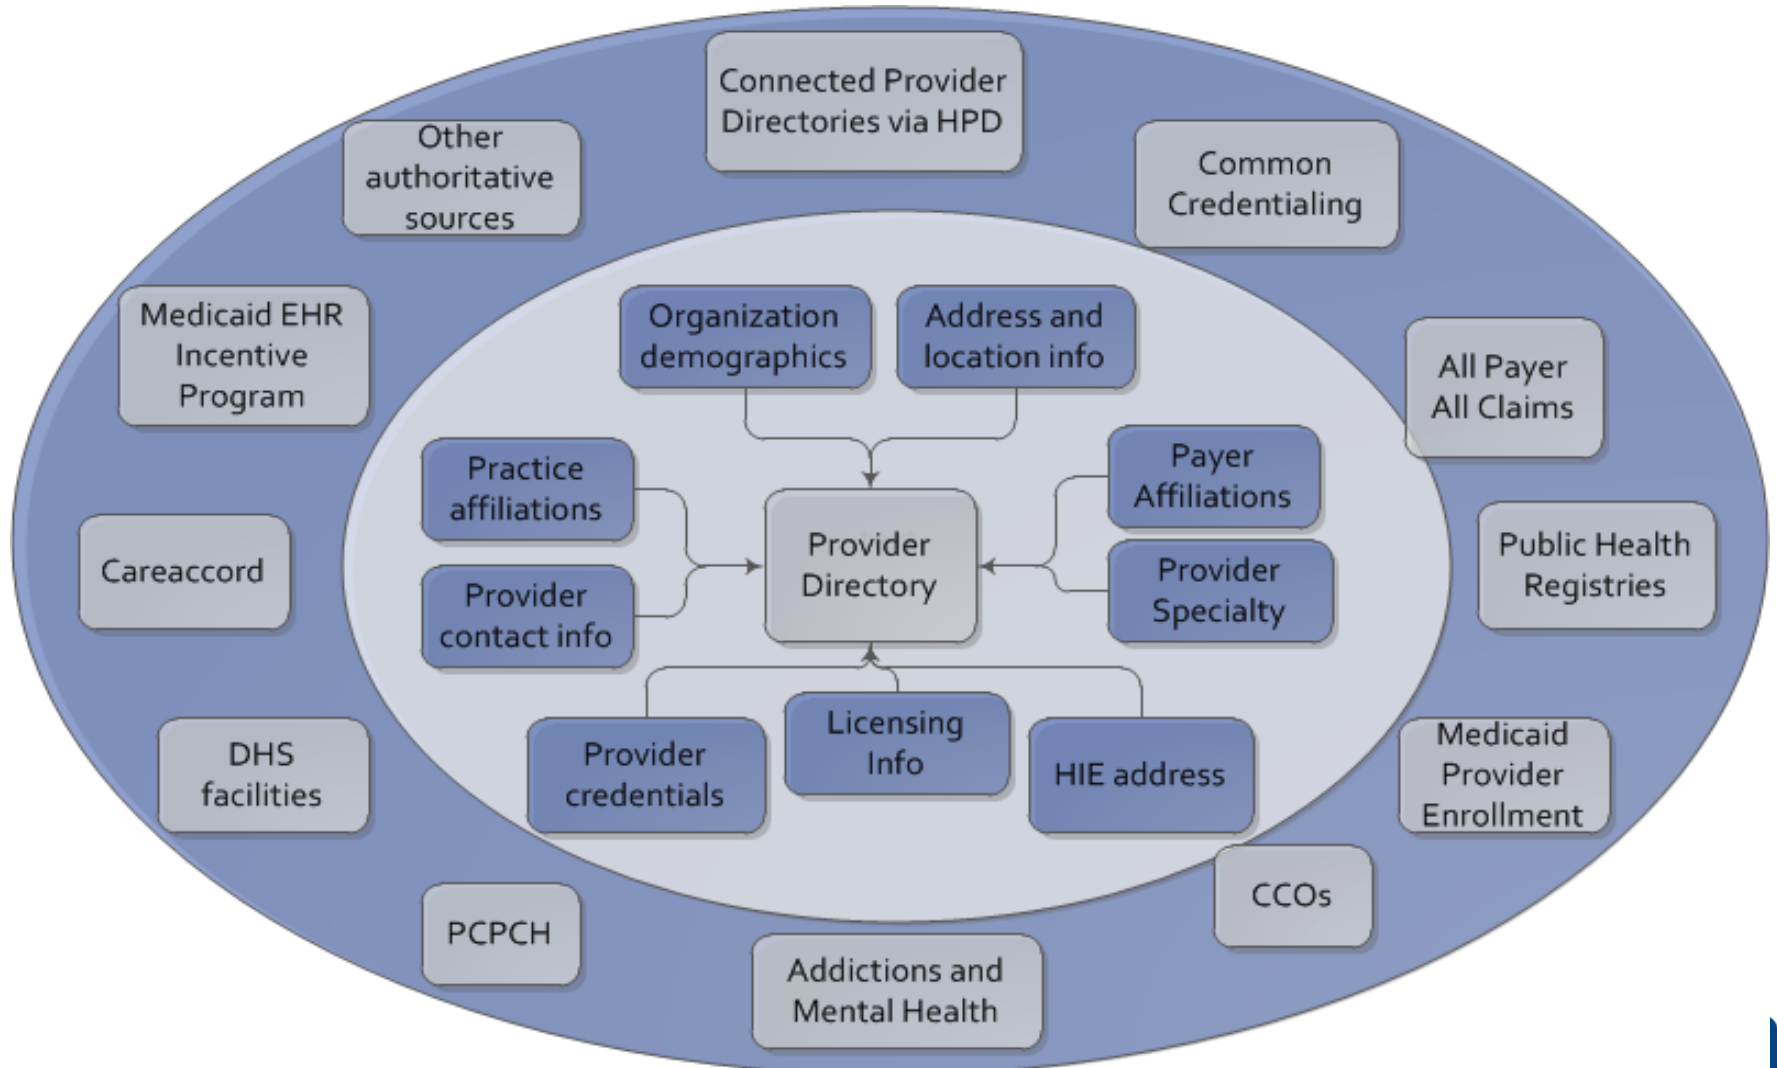 Connected Provider
Directories via HPD
Other
authoritative
sources
Common
Credentialing
Medicaid EHR
Incentive
Program
Organization
demographics
Address and
location info
All Payer
All Claims
Practice
affiliations
Payer
Affiliations
Provider
Directory
Public Health
Registries
Careaccord
Provider
contact info
Provider
Specialty
DHS
facilities
Provider
credentials
Licensing
Info
HIE address
Medicaid
Provider
Enrollment
CCOs
PCPCH
Addictions and
Mental Health